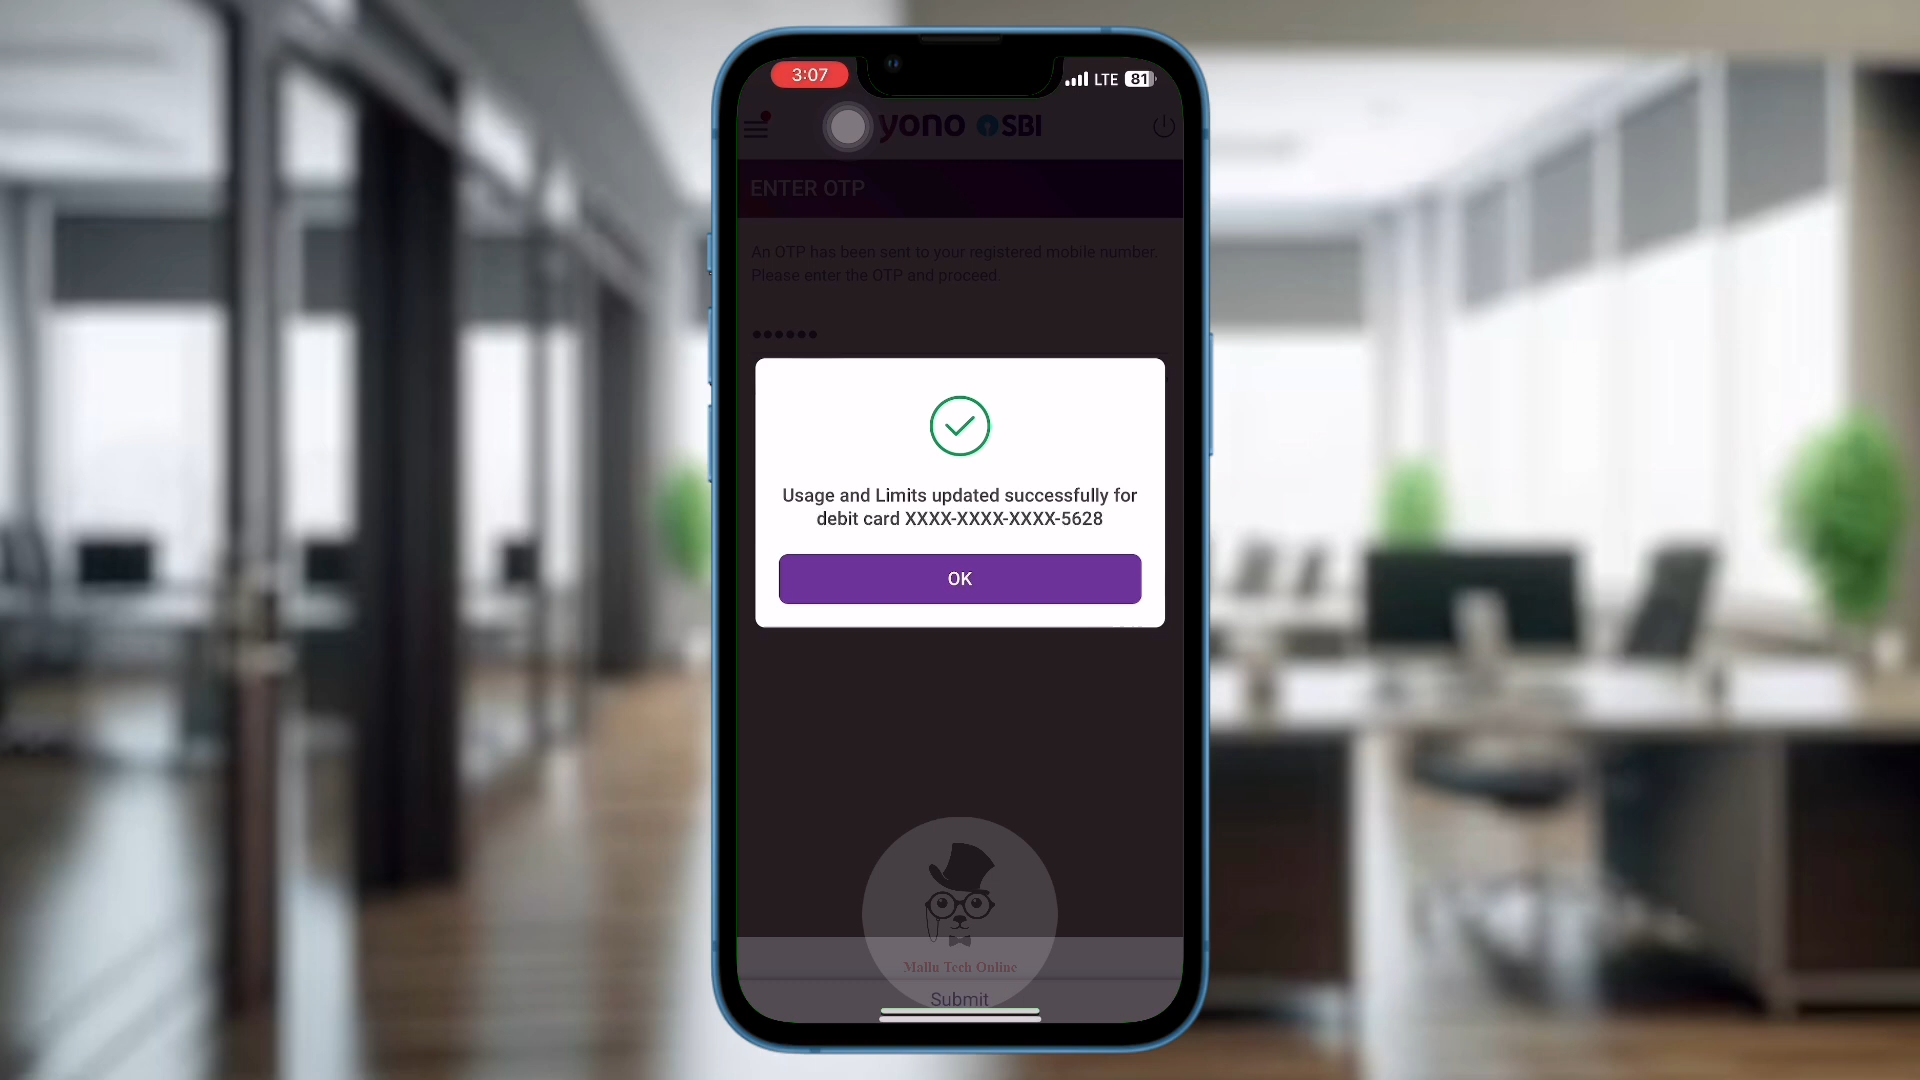 3:07
LTE 81
yono SBI
ENTER OTP
An OTP has been sent to your registered mobile number.
Please enter the OTP and proceed.
••••••
Usage and Limits updated successfully for
debit card XXXX-XXXX-XXXX-5628
OK
Mallu Tech Online
Submit